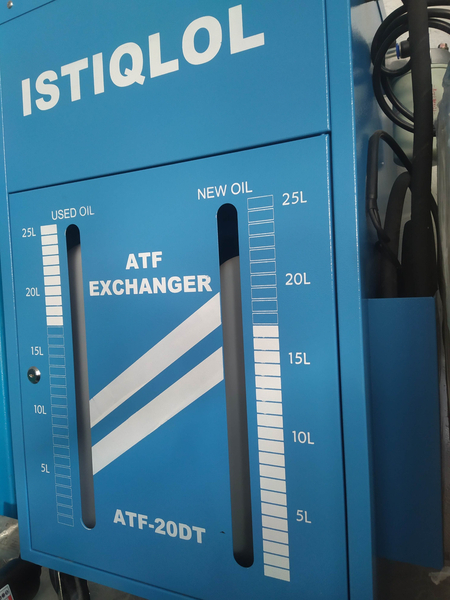 ISTIQLOL
USED OIL
NEW OIL
25L
20L
15L
10L
5L
ATF
EXCHANGER
25L
20L
15L
10L
5L
ATF-20DT